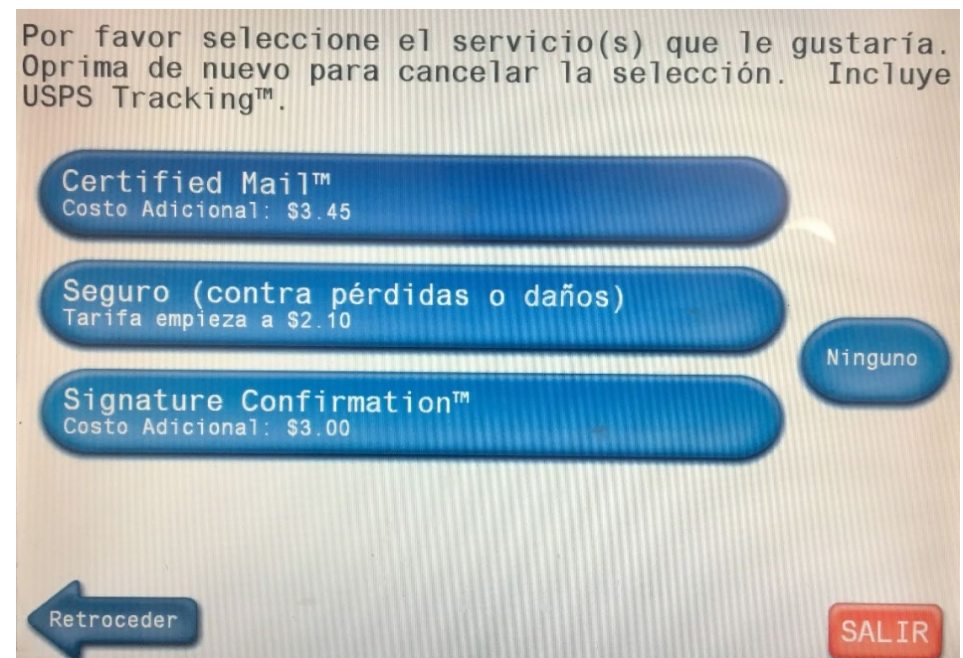 Por favor seleccione el servicio(s) que le gustaría.
Oprima de nuevo para cancelar la selección. Incluye
USPS Tracking™.
Certified Mail™
Costo Adicional: $3.45
Seguro (contra pérdidas o daños)
Tarifa empieza a $2.10
Ninguno
Signature Confirmation™
Costo Adicional: $3.00
Retroceder
SALIR